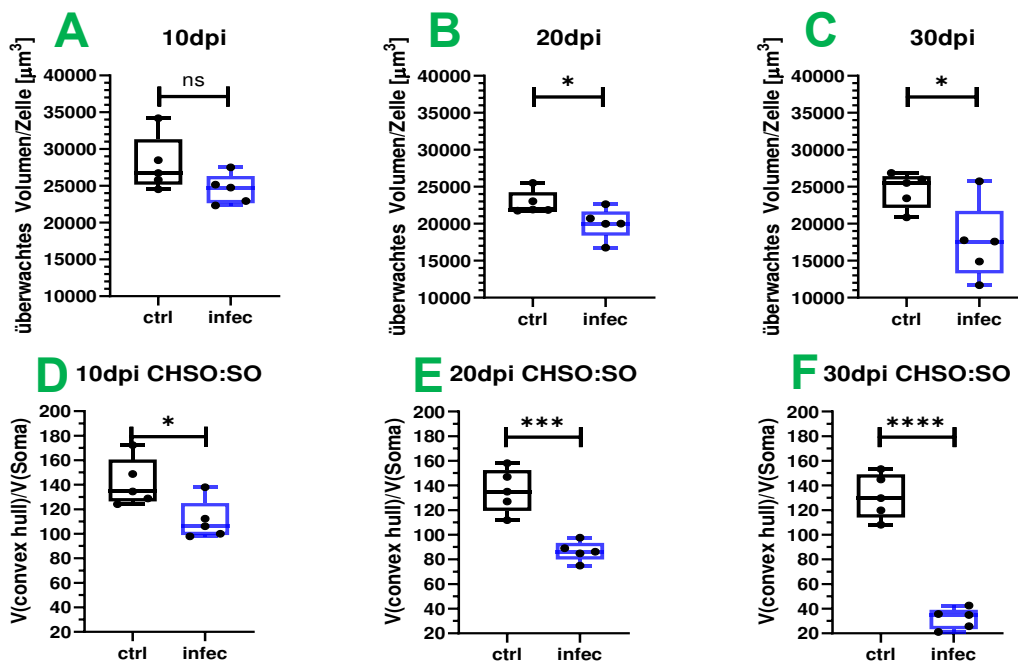 A
10dpi
überwachtes Volumen/Zelle [µm³]
40000
35000
30000
25000
20000
15000
10000
ns
ctrl
infec
B
20dpi
überwachtes Volumen/Zelle [µm³]
40000
35000
30000
25000
20000
15000
10000
*
ctrl
infec
C
30dpi
überwachtes Volumen/Zelle [µm³]
40000
35000
30000
25000
20000
15000
10000
*
ctrl
infec
D
10dpi CHSO:SO
V(convex hull)/V(Soma)
200
180
160
140
120
100
80
60
40
20
*
ctrl
infec
E
20dpi CHSO:SO
V(convex hull)/V(Soma)
200
180
160
140
120
100
80
60
40
20
***
ctrl
infec
F
30dpi CHSO:SO
V(convex hull)/V(Soma)
200
180
160
140
120
100
80
60
40
20
****
ctrl
infec